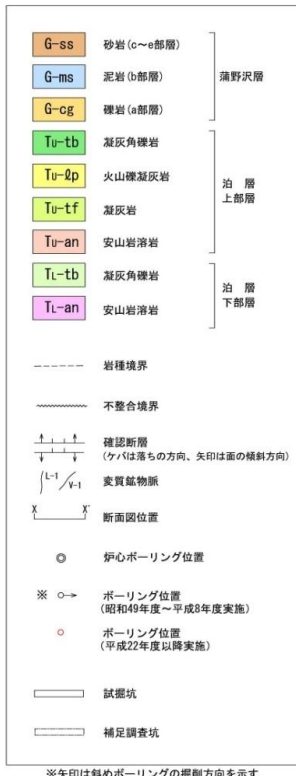 G-ss 砂岩(c～e部層)
G-ms 泥岩(b部層)
G-cg 礫岩(a部層)
蒲野沢層
Tu-tb 凝灰角礫岩
Tu-ℓp 火山礫凝灰岩
Tu-tf 凝灰岩
Tu-an 安山岩溶岩
泊 層
上部層
TL-tb 凝灰角礫岩
TL-an 安山岩溶岩
泊 層
下部層
岩種境界
不整合境界
確認断層
(ケバは落ちの方向、矢印は面の傾斜方向)
L-1 V-1 変質鉱物脈
X X' 断面図位置
炉心ボーリング位置
※ ボーリング位置
(昭和49年度～平成8年度実施)
ボーリング位置
(平成22年度以降実施)
試掘坑
補足調査坑
※矢印は斜めボーリングの掘削方向を示す